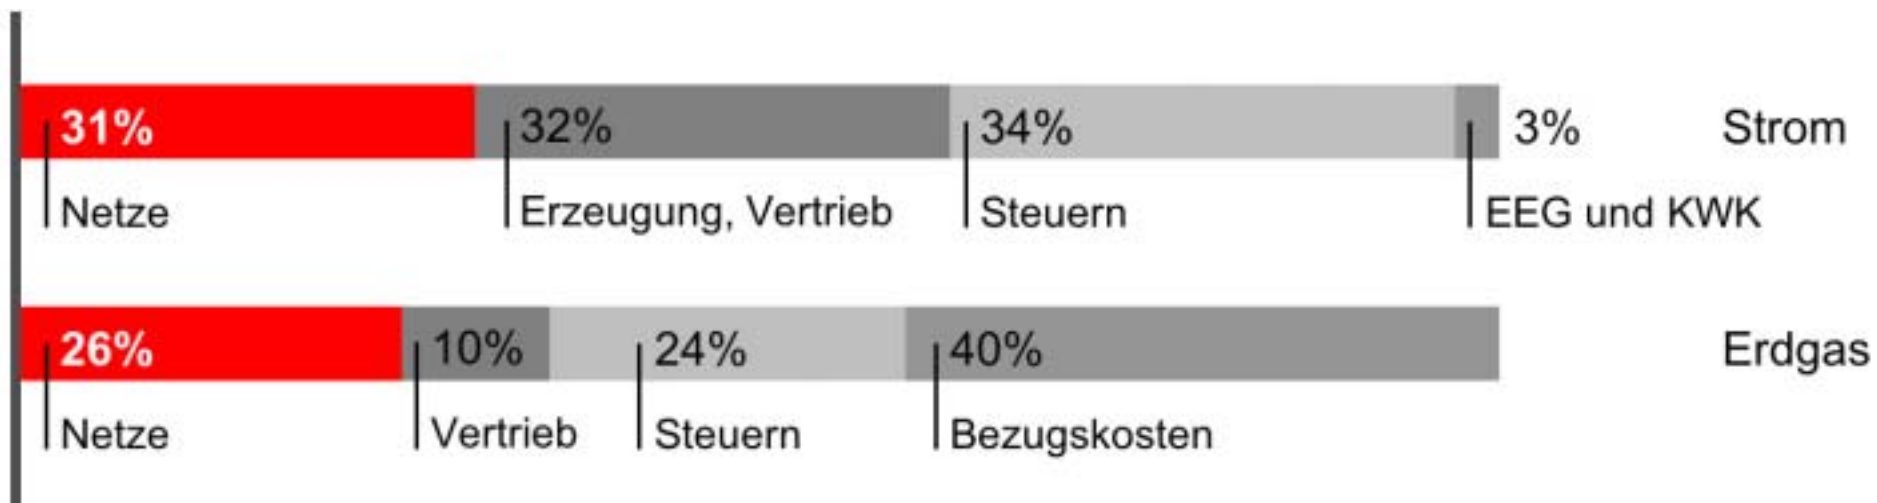 31% 32% 34% 3% Strom
Netze Erzeugung, Vertrieb Steuern EEG und KWK
26% 10% 24% 40% Erdgas
Netze Vertrieb Steuern Bezugskosten